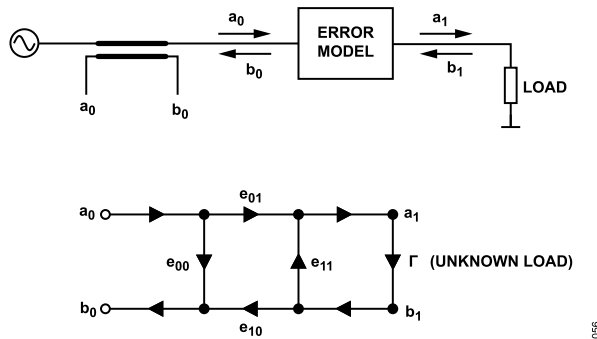 a0
b0
ERROR
MODEL
a1
b1
LOAD
a0
b0
a0
e01
a1
e00
e11
Γ (UNKNOWN LOAD)
b0
e10
b1
056